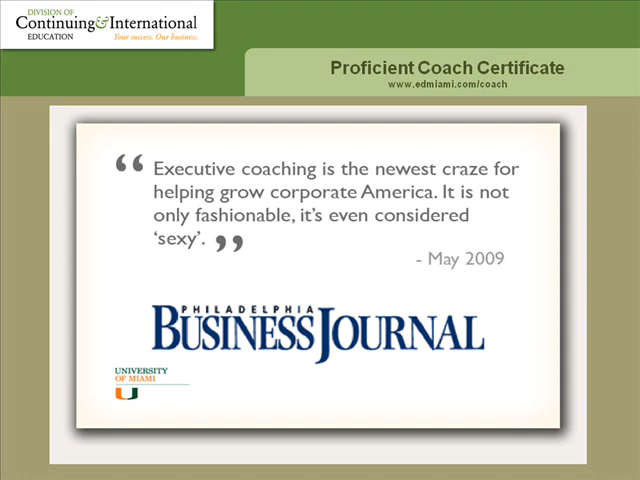 DIVISION OF
Continuing & International
EDUCATION Your success. Our business.
Proficient Coach Certificate
www.edmiami.com/coach
“ Executive coaching is the newest craze for
helping grow corporate America. It is not
only fashionable, it’s even considered
‘sexy’. ”
- May 2009
PHILADELPHIA
BUSINESS JOURNAL
UNIVERSITY
OF MIAMI
U